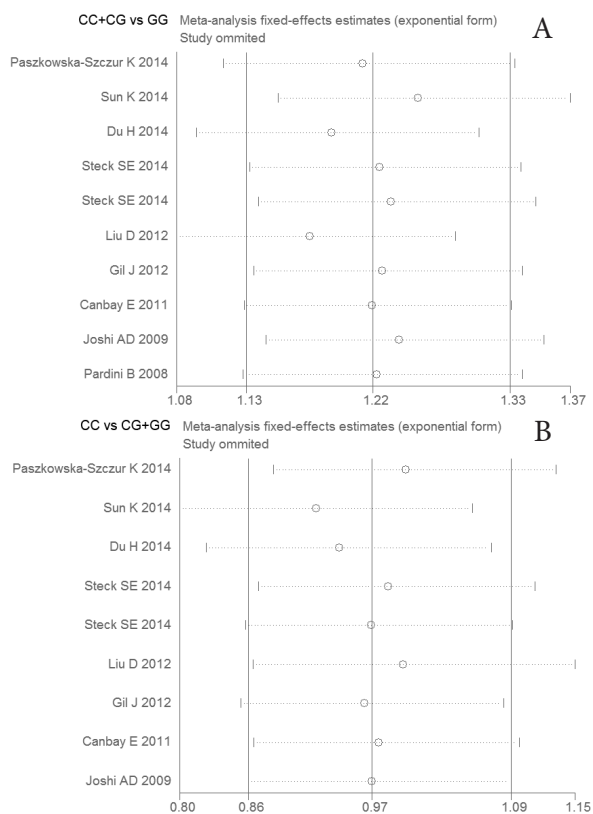 CC+CG vs GG Meta-analysis fixed-effects estimates (exponential form) A
Study ommited
Paszkowska-Szczur K 2014
Sun K 2014
Du H 2014
Steck SE 2014
Steck SE 2014
Liu D 2012
Gil J 2012
Canbay E 2011
Joshi AD 2009
Pardini B 2008
1.08 1.13 1.22 1.33 1.37
CC vs CG+GG Meta-analysis fixed-effects estimates (exponential form) B
Study ommited
Paszkowska-Szczur K 2014
Sun K 2014
Du H 2014
Steck SE 2014
Steck SE 2014
Liu D 2012
Gil J 2012
Canbay E 2011
Joshi AD 2009
0.80 0.86 0.97 1.09 1.15